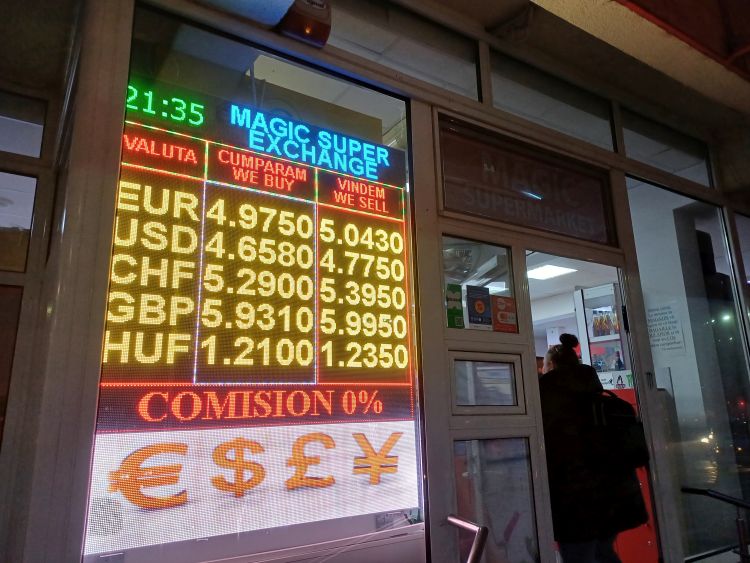 21:35
MAGIC SUPER
EXCHANGE
VALUTA
CUMPARAM
WE BUY
VINDEM
WE SELL
EUR 4.9750 5.0430
USD 4.6580 4.7750
CHF 5.2900 5.3950
GBP 5.9310 5.9950
HUF 1.2100 1.2350
COMISION 0%
€ $ £ ¥
MAGIC
SUPERMARKET